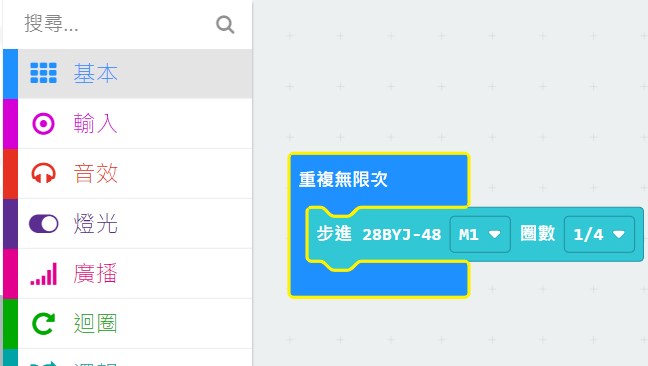 搜尋...
基本
輸入
音效
燈光
廣播
迴圈
重複無限次
步進 28BYJ-48 M1 圈數 1/4